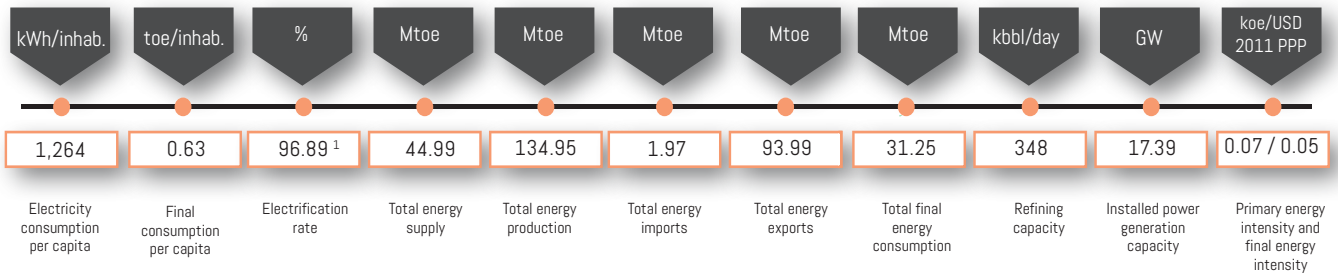 kWh/inhab.
toe/inhab.
%
Mtoe
Mtoe
Mtoe
Mtoe
Mtoe
kbbl/day
GW
koe/USD
2011 PPP
1,264
0.63
96.89 ¹
44.99
134.95
1.97
93.99
31.25
348
17.39
0.07 / 0.05
Electricity
consumption
per capita
Final
consumption
per capita
Electrification
rate
Total energy
supply
Total energy
production
Total energy
imports
Total energy
exports
Total final
energy
consumption
Refining
capacity
Installed power
generation
capacity
Primary energy
intensity and
final energy
intensity